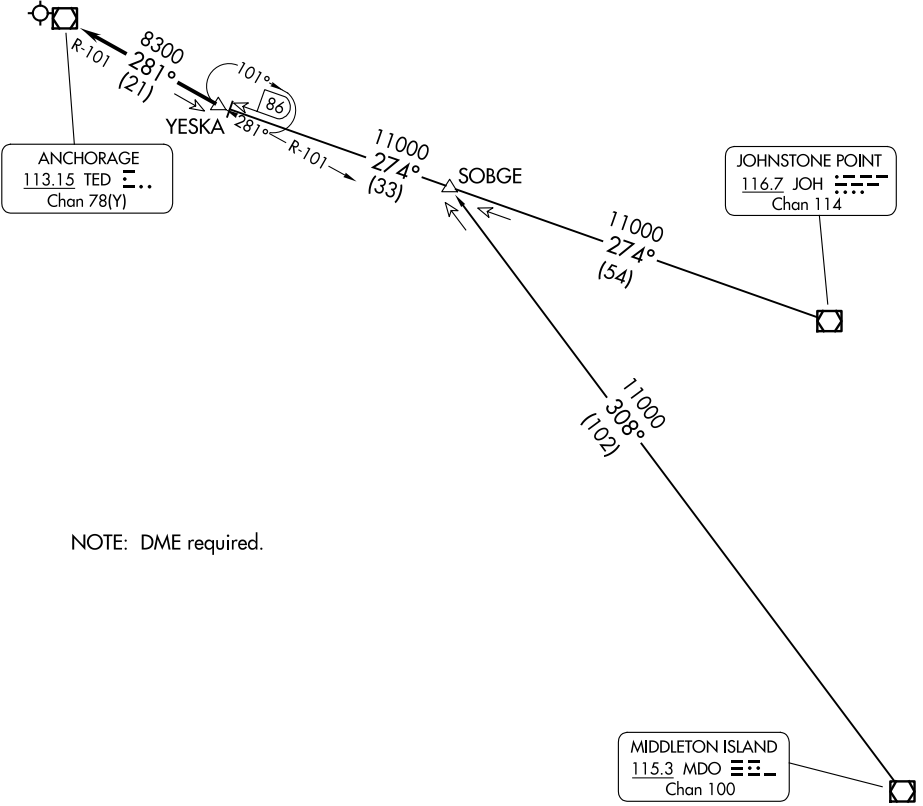 8300
281°
(21)
R-101
101°
86
YESKA
281°
R-101
11000
274°
(33)
SOBGE
ANCHORAGE
113.15 TED
Chan 78(Y)
JOHNSTONE POINT
116.7 JOH
Chan 114
11000
274°
(54)
11000
308°
(102)
NOTE: DME required.
MIDDLETON ISLAND
115.3 MDO
Chan 100